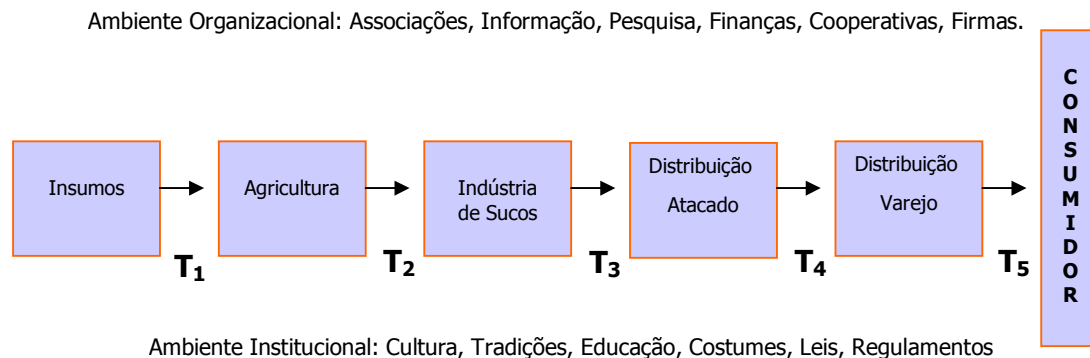 Ambiente Organizacional: Associações, Informação, Pesquisa, Finanças, Cooperativas, Firmas.
Insumos
Agricultura
Indústria
de Sucos
Distribuição
Atacado
Distribuição
Varejo
C
O
N
S
U
M
I
D
O
R
T1
T2
T3
T4
T5
Ambiente Institucional: Cultura, Tradições, Educação, Costumes, Leis, Regulamentos